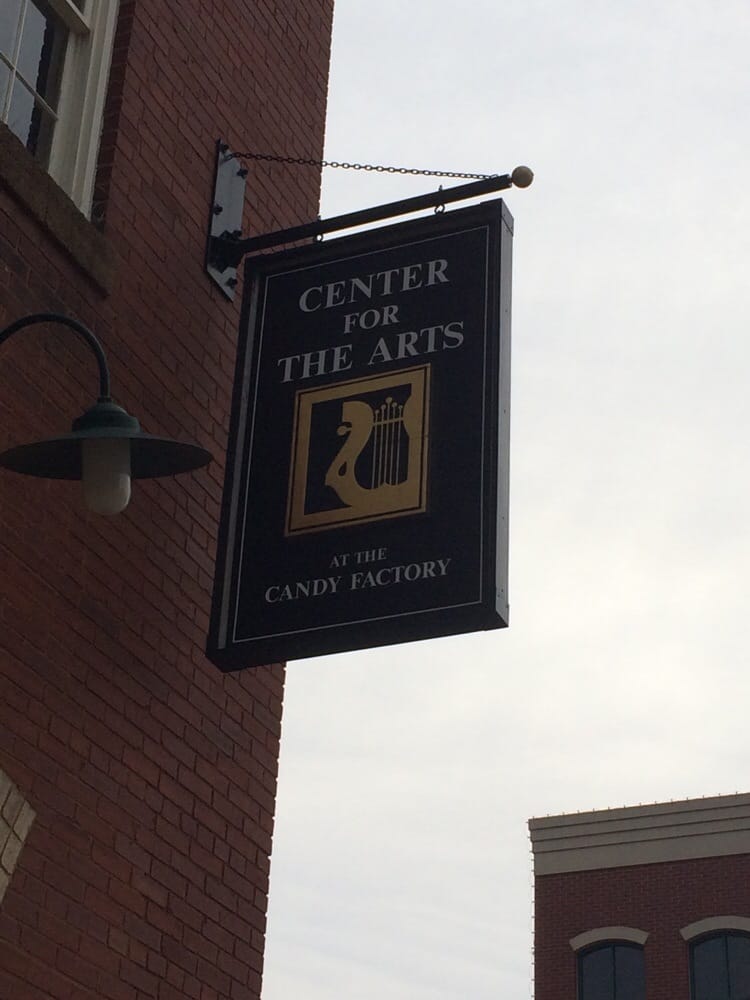 CENTER
FOR
THE ARTS
AT THE
CANDY FACTORY